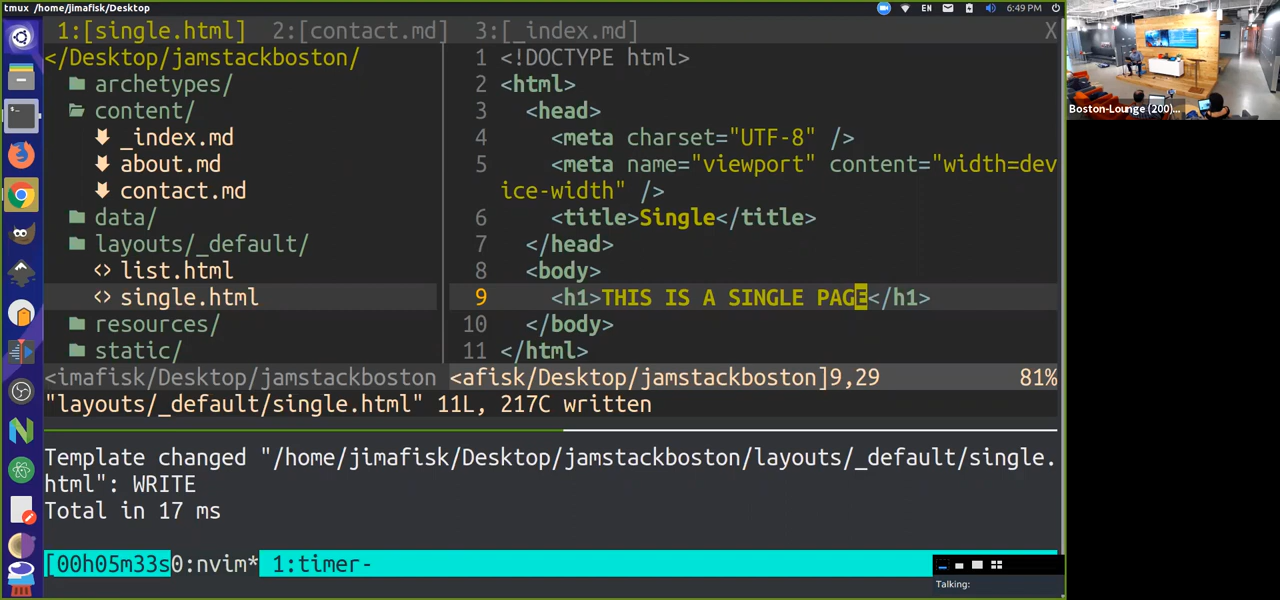 tmux /home/jimafisk/Desktop
EN
6:49 PM
1:[single.html] 2:[contact.md] 3:[_index.md] X
</Desktop/jamstackboston/
archetypes/
content/
_index.md
about.md
contact.md
data/
layouts/_default/
<> list.html
<> single.html
resources/
static/
<imafisk/Desktop/jamstackboston
1 <!DOCTYPE html>
2 <html>
3 <head>
4 <meta charset="UTF-8" />
5 <meta name="viewport" content="width=dev
ice-width" />
6 <title>Single</title>
7 </head>
8 <body>
9 <h1>THIS IS A SINGLE PAGE</h1>
10 </body>
11 </html>
<afisk/Desktop/jamstackboston]9,29 81%
"layouts/_default/single.html" 11L, 217C written
Template changed "/home/jimafisk/Desktop/jamstackboston/layouts/_default/single.
html": WRITE
Total in 17 ms
[00h05m33s0:nvim* 1:timer-
Boston-Lounge (200)...
Talking: